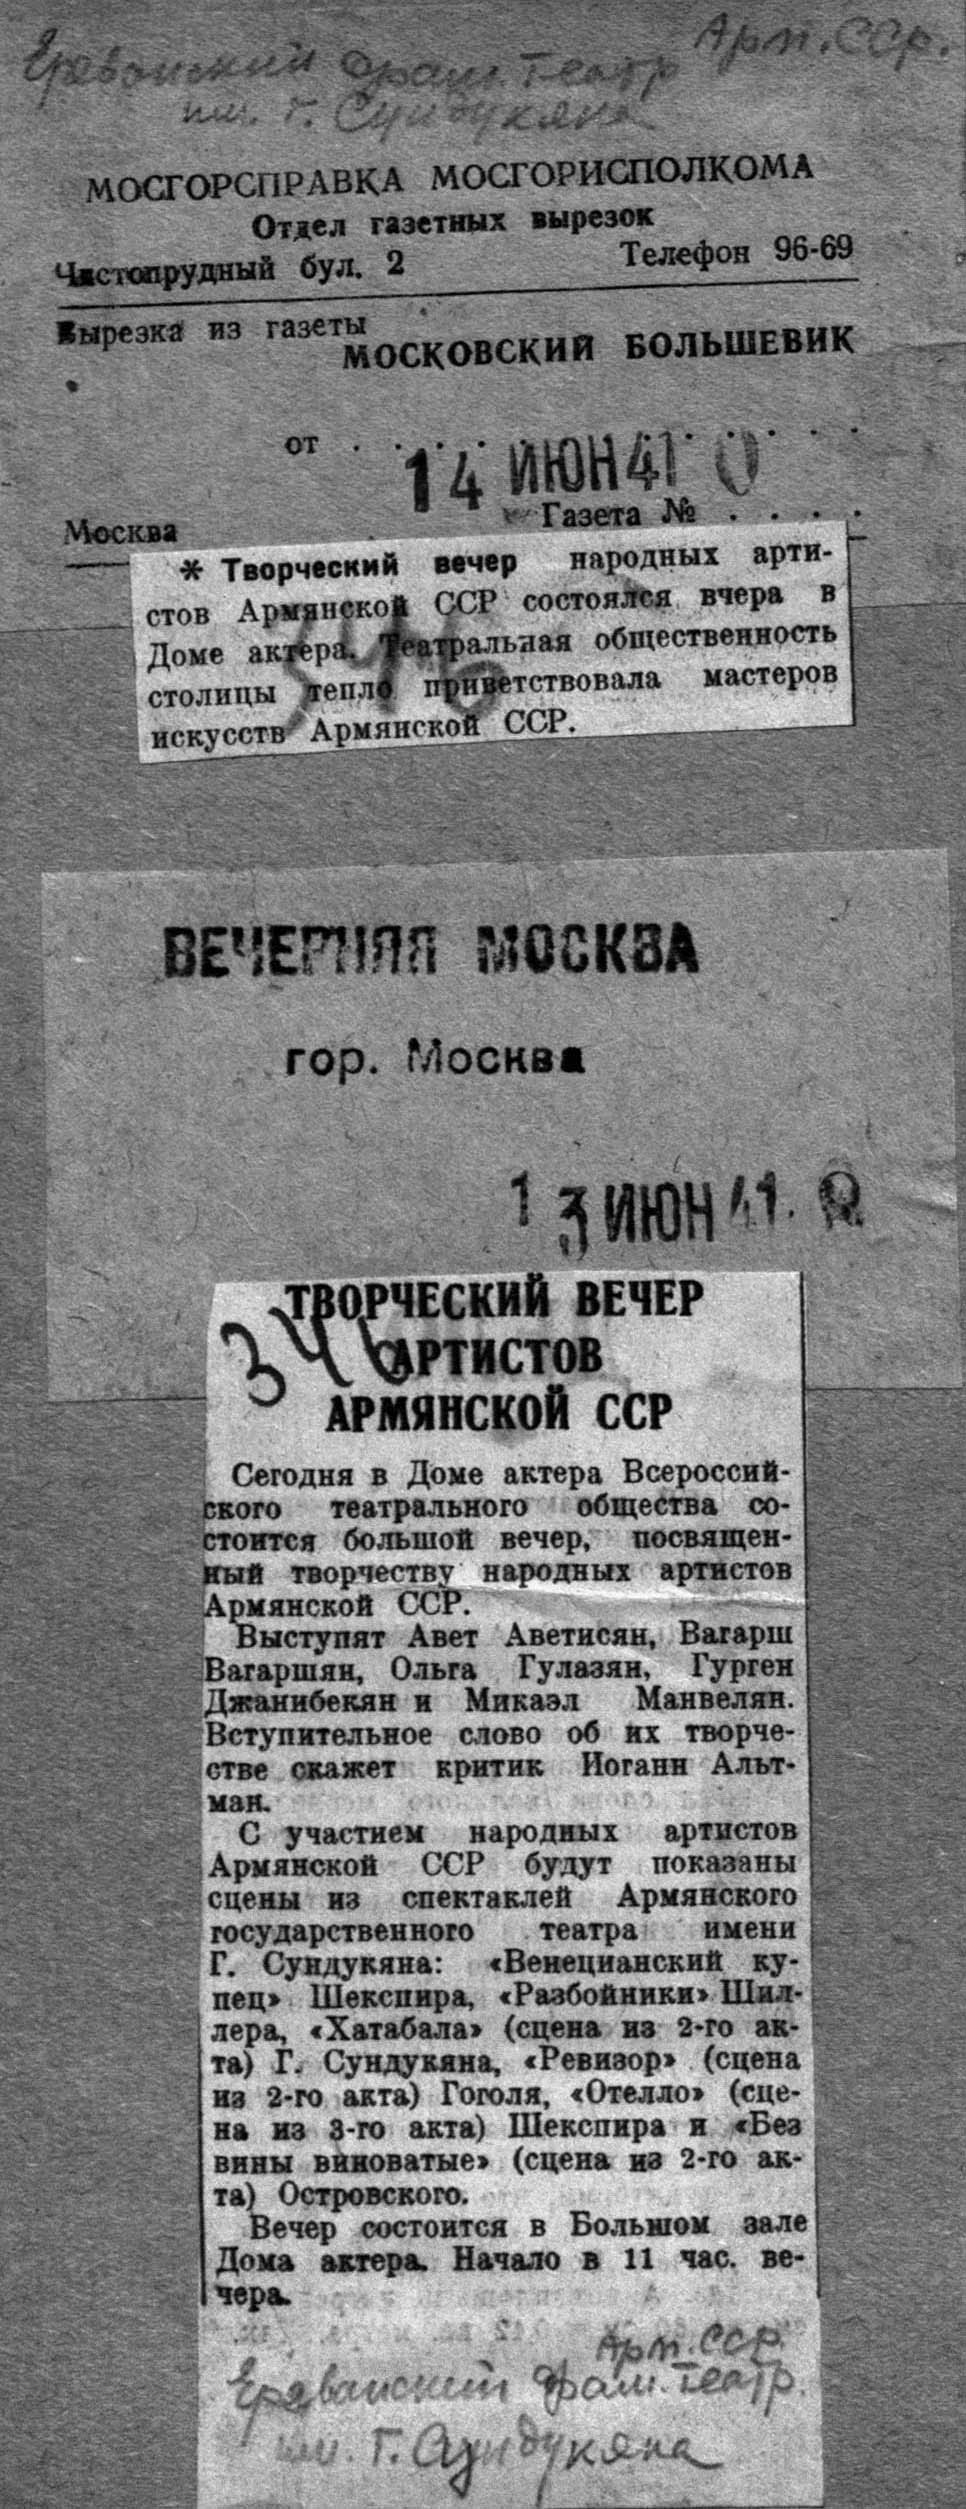 Арм. ССр.
Ереванский драм. театр
им. Г. Сундукяна
МОСГОРСПРАВКА МОСГОРИСПОЛКОМА
Отдел газетных вырезок
Чистопрудный бул. 2 Телефон 96-69
Вырезка из газеты
МОСКОВСКИЙ БОЛЬШЕВИК
от . . . . . . . . . . .
14 ИЮН 41
Москва Газета № . . . .
* Творческий вечер народных арти-
стов Армянской ССР состоялся вчера в
Доме актера. Театральная общественность
столицы тепло приветствовала мастеров
искусств Армянской ССР.
346
ВЕЧЕРНЯЯ МОСКВА
гор. Москва
13 ИЮН 41.
ТВОРЧЕСКИЙ ВЕЧЕР
АРТИСТОВ
АРМЯНСКОЙ ССР
346
Сегодня в Доме актера Всероссий-
ского театрального общества со-
стоится большой вечер, посвящен-
ный творчеству народных артистов
Армянской ССР.
Выступят Авет Аветисян, Вагарш
Вагаршян, Ольга Гулазян, Гурген
Джанибекян и Микаэл Манвелян.
Вступительное слово об их творче-
стве скажет критик Иоганн Альт-
ман.
С участием народных артистов
Армянской ССР будут показаны
сцены из спектаклей Армянского
государственного театра имени
Г. Сундукяна: «Венецианский ку-
пец» Шекспира, «Разбойники» Шил-
лера, «Хатабала» (сцена из 2-го ак-
та) Г. Сундукяна, «Ревизор» (сцена
из 2-го акта) Гоголя, «Отелло» (сце-
на из 3-го акта) Шекспира и «Без
вины виноватые» (сцена из 2-го ак-
та) Островского.
Вечер состоится в Большом зале
Дома актера. Начало в 11 час. ве-
чера.
Арм. ССР.
Ереванский драм. театр.
им. Г. Сундукяна